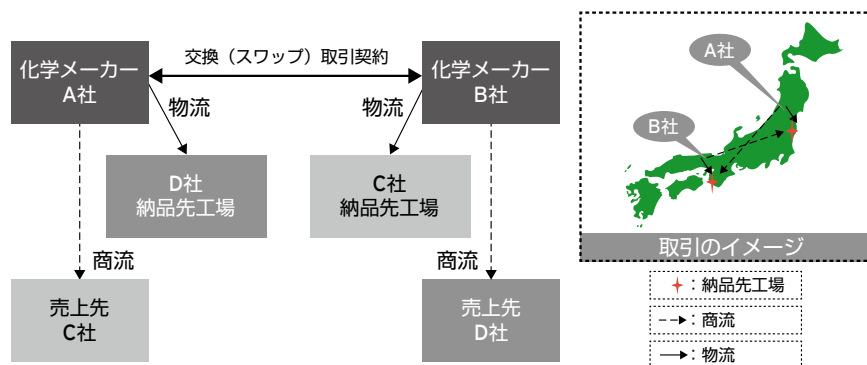 交換（スワップ）取引契約
化学メーカー
A社
化学メーカー
B社
物流
物流
D社
納品先工場
C社
納品先工場
商流
商流
売上先
C社
売上先
D社
A社
B社
取引のイメージ
：納品先工場
：商流
：物流